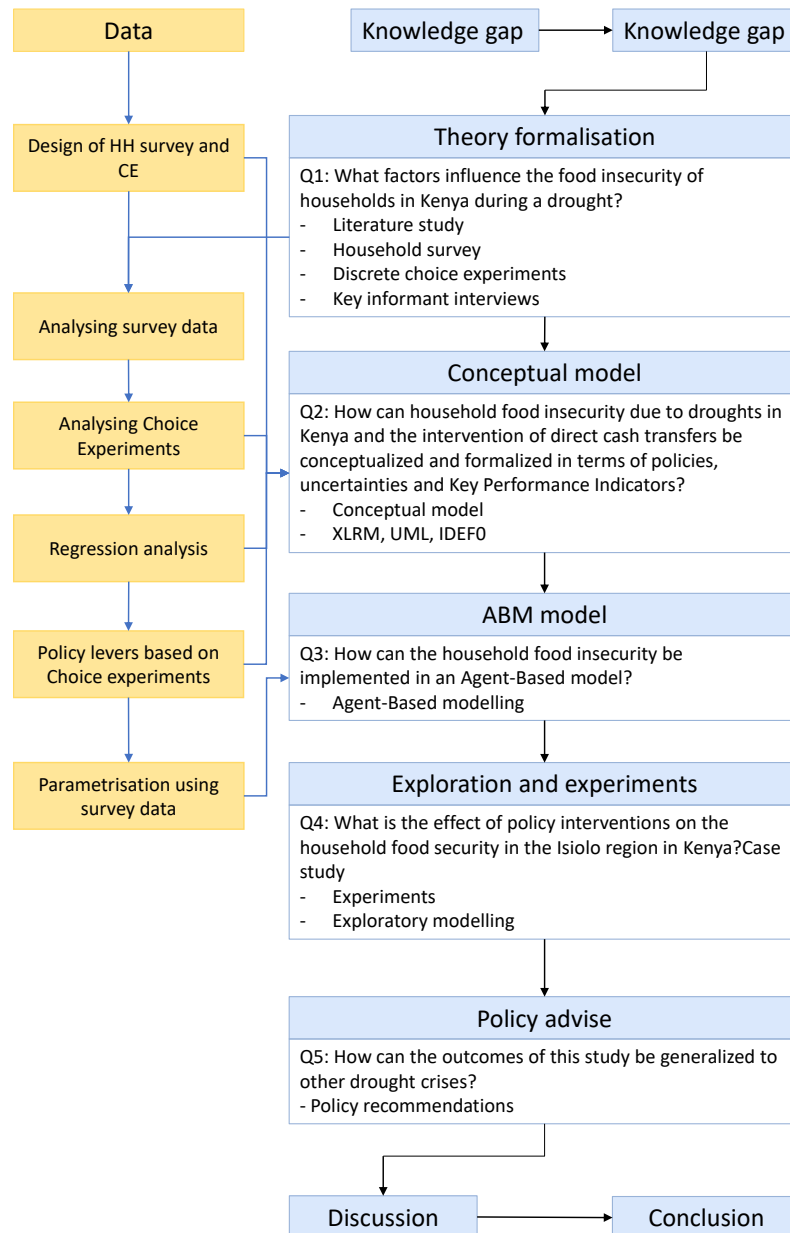 Data
Knowledge gap
Knowledge gap
Design of HH survey and
CE
Analysing survey data
Analysing Choice
Experiments
Regression analysis
Policy levers based on
Choice experiments
Parametrisation using
survey data
Theory formalisation
Q1: What factors influence the food insecurity of
households in Kenya during a drought?
- Literature study
- Household survey
- Discrete choice experiments
- Key informant interviews
Conceptual model
Q2: How can household food insecurity due to droughts in
Kenya and the intervention of direct cash transfers be
conceptualized and formalized in terms of policies,
uncertainties and Key Performance Indicators?
- Conceptual model
- XLRM, UML, IDEF0
ABM model
Q3: How can the household food insecurity be
implemented in an Agent-Based model?
- Agent-Based modelling
Exploration and experiments
Q4: What is the effect of policy interventions on the
household food security in the Isiolo region in Kenya?Case
study
- Experiments
- Exploratory modelling
Policy advise
Q5: How can the outcomes of this study be generalized to
other drought crises?
- Policy recommendations
Discussion
Conclusion